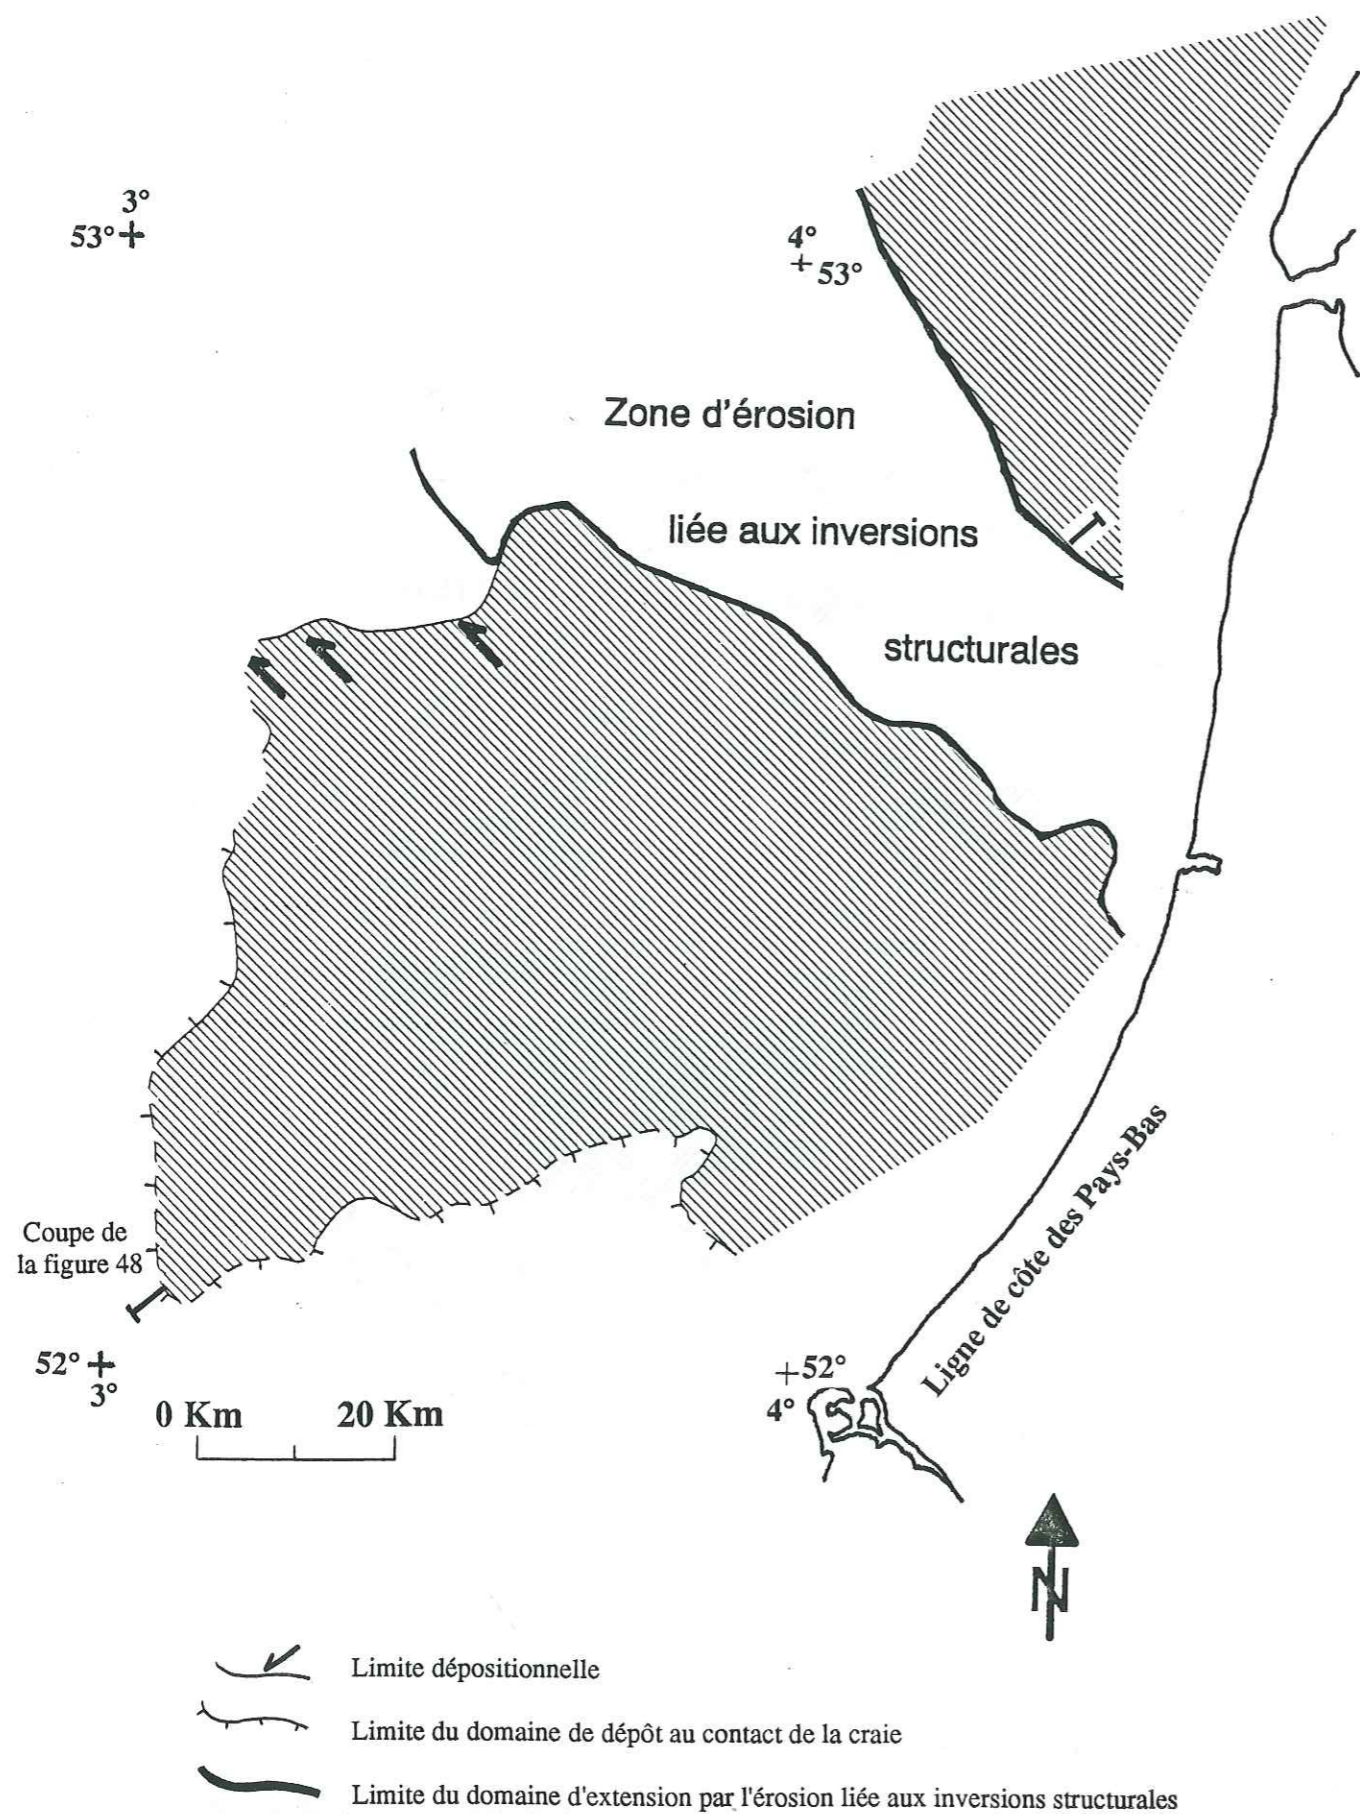 3°
53°
4°
53°
Zone d'érosion
liée aux inversions
structurales
Coupe de
la figure 48
Ligne de côte des Pays-Bas
52°
3°
52°
4°
0 Km 20 Km
N
Limite dépositionnelle
Limite du domaine de dépôt au contact de la craie
Limite du domaine d'extension par l'érosion liée aux inversions structurales